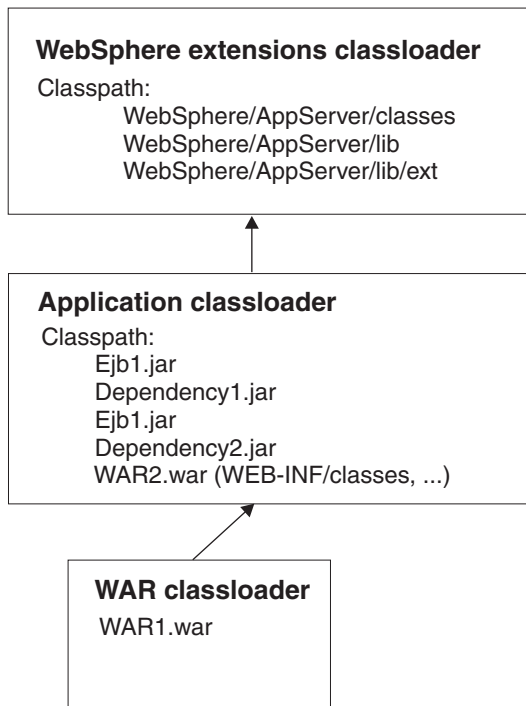 WebSphere extensions classloader
Classpath:
WebSphere/AppServer/classes
WebSphere/AppServer/lib
WebSphere/AppServer/lib/ext
Application classloader
Classpath:
Ejb1.jar
Dependency1.jar
Ejb1.jar
Dependency2.jar
WAR2.war (WEB-INF/classes, ...)
WAR classloader
WAR1.war